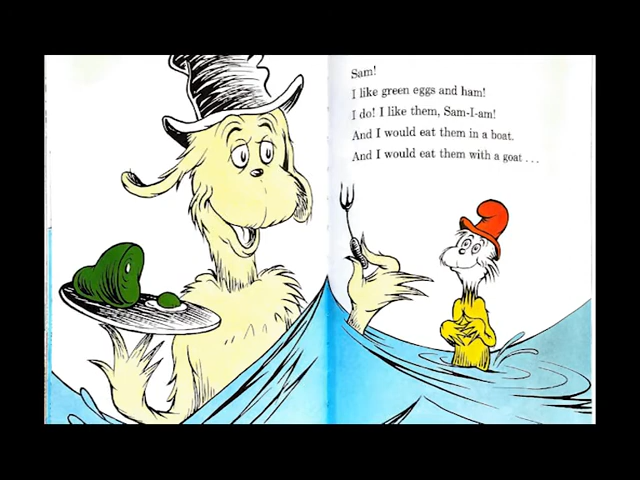 Sam!
I like green eggs and ham!
I do! I like them, Sam-I-am!
And I would eat them in a boat.
And I would eat them with a goat . . .